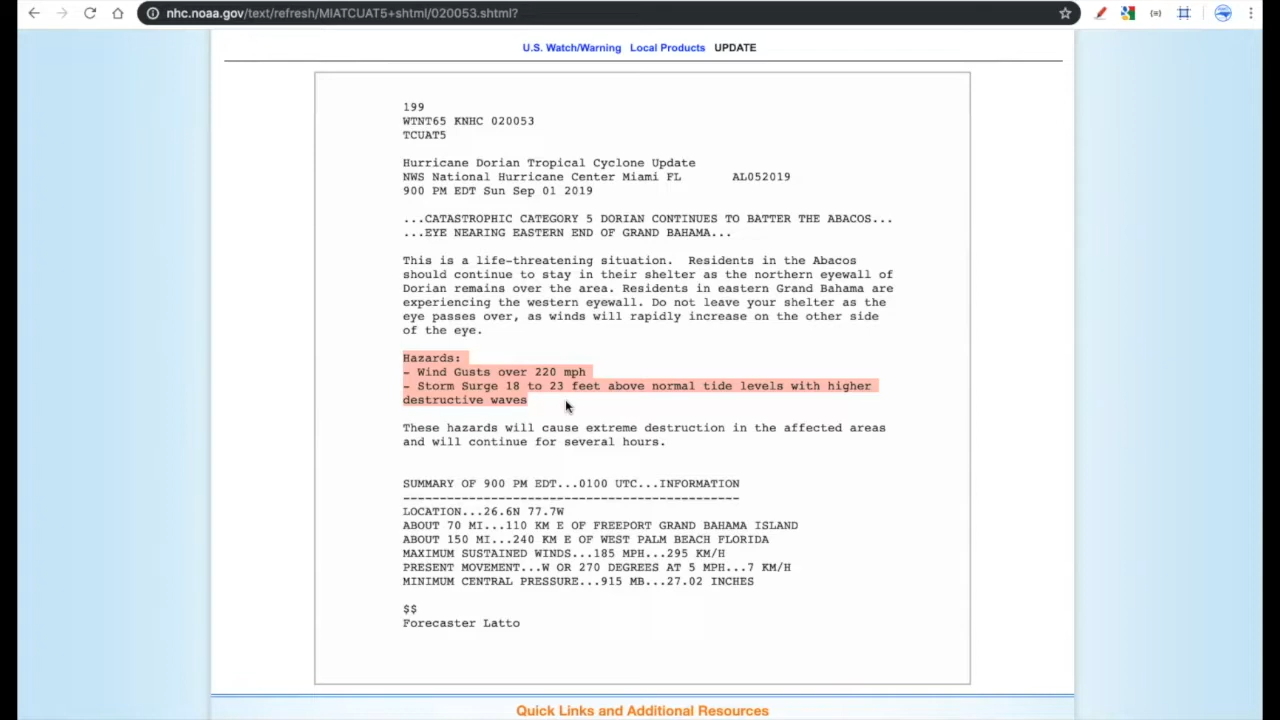 nhc.noaa.gov/text/refresh/MIATCUAT5+shtml/020053.shtml?
U.S. Watch/Warning Local Products UPDATE
199
WTNT65 KNHC 020053
TCUAT5
Hurricane Dorian Tropical Cyclone Update
NWS National Hurricane Center Miami FL AL052019
900 PM EDT Sun Sep 01 2019
...CATASTROPHIC CATEGORY 5 DORIAN CONTINUES TO BATTER THE ABACOS...
...EYE NEARING EASTERN END OF GRAND BAHAMA...
This is a life-threatening situation. Residents in the Abacos
should continue to stay in their shelter as the northern eyewall of
Dorian remains over the area. Residents in eastern Grand Bahama are
experiencing the western eyewall. Do not leave your shelter as the
eye passes over, as winds will rapidly increase on the other side
of the eye.
Hazards:
- Wind Gusts over 220 mph
- Storm Surge 18 to 23 feet above normal tide levels with higher
destructive waves
These hazards will cause extreme destruction in the affected areas
and will continue for several hours.
SUMMARY OF 900 PM EDT...0100 UTC...INFORMATION
----------------------------------------------
LOCATION...26.6N 77.7W
ABOUT 70 MI...110 KM E OF FREEPORT GRAND BAHAMA ISLAND
ABOUT 150 MI...240 KM E OF WEST PALM BEACH FLORIDA
MAXIMUM SUSTAINED WINDS...185 MPH...295 KM/H
PRESENT MOVEMENT...W OR 270 DEGREES AT 5 MPH...7 KM/H
MINIMUM CENTRAL PRESSURE...915 MB...27.02 INCHES
$$
Forecaster Latto
Quick Links and Additional Resources